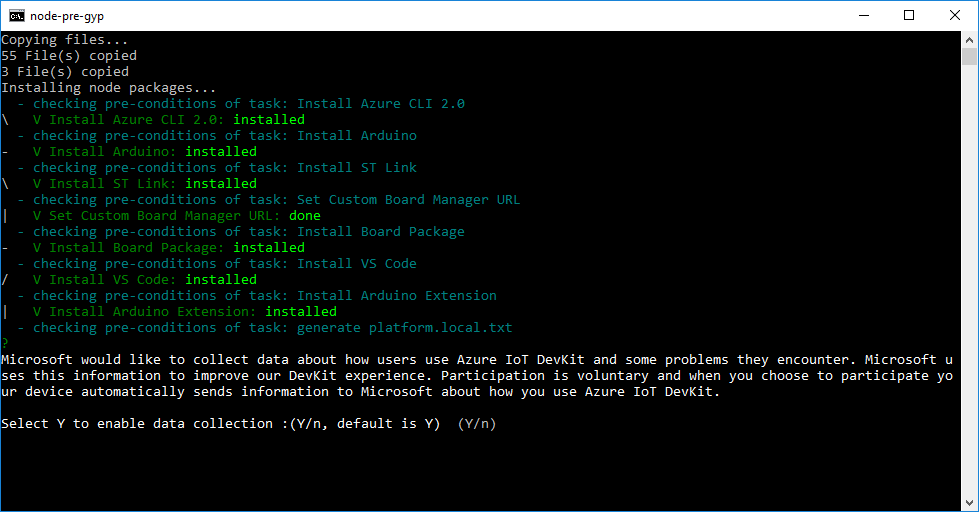 node-pre-gyp
Copying files...
55 File(s) copied
3 File(s) copied
Installing node packages...
  - checking pre-conditions of task: Install Azure CLI 2.0
\   V Install Azure CLI 2.0: installed
  - checking pre-conditions of task: Install Arduino
-   V Install Arduino: installed
  - checking pre-conditions of task: Install ST Link
\   V Install ST Link: installed
  - checking pre-conditions of task: Set Custom Board Manager URL
|   V Set Custom Board Manager URL: done
  - checking pre-conditions of task: Install Board Package
-   V Install Board Package: installed
  - checking pre-conditions of task: Install VS Code
/   V Install VS Code: installed
  - checking pre-conditions of task: Install Arduino Extension
|   V Install Arduino Extension: installed
  - checking pre-conditions of task: generate platform.local.txt
?
Microsoft would like to collect data about how users use Azure IoT DevKit and some problems they encounter. Microsoft u
ses this information to improve our DevKit experience. Participation is voluntary and when you choose to participate yo
ur device automatically sends information to Microsoft about how you use Azure IoT DevKit.
Select Y to enable data collection :(Y/n, default is Y)  (Y/n)